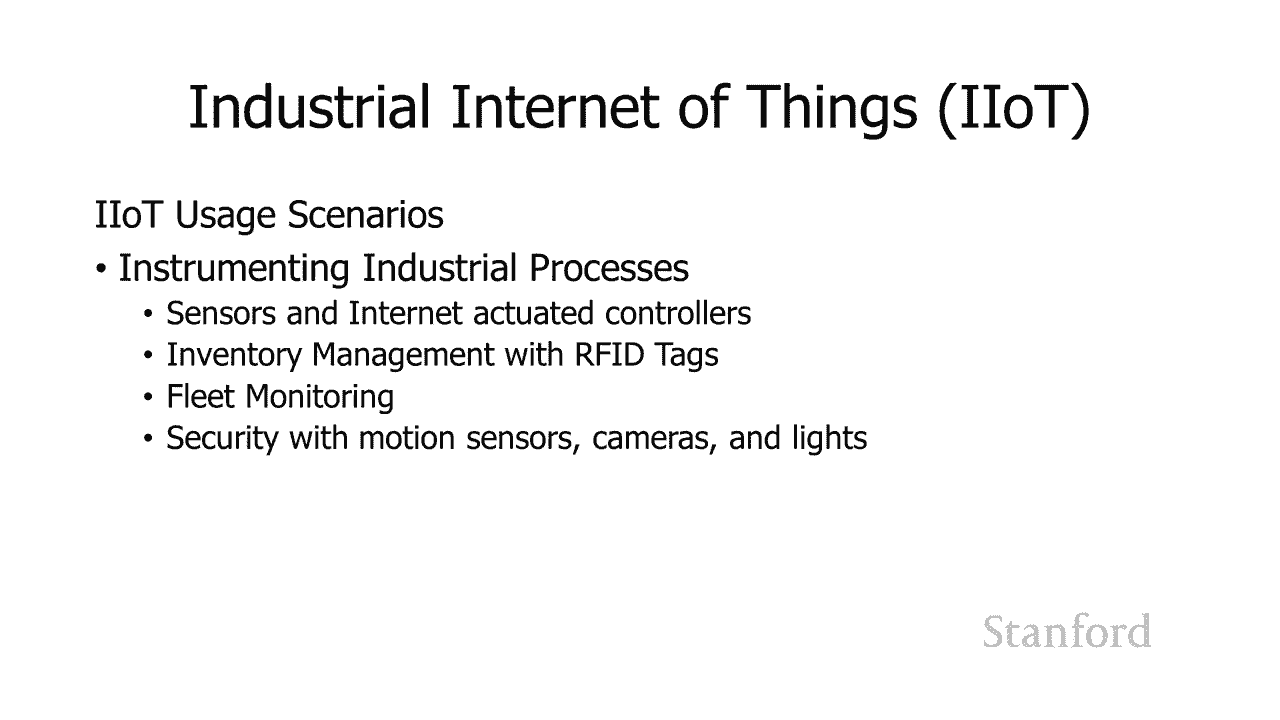 Industrial Internet of Things (IIoT)
IIoT Usage Scenarios
• Instrumenting Industrial Processes
• Sensors and Internet actuated controllers
• Inventory Management with RFID Tags
• Fleet Monitoring
• Security with motion sensors, cameras, and lights
Stanford